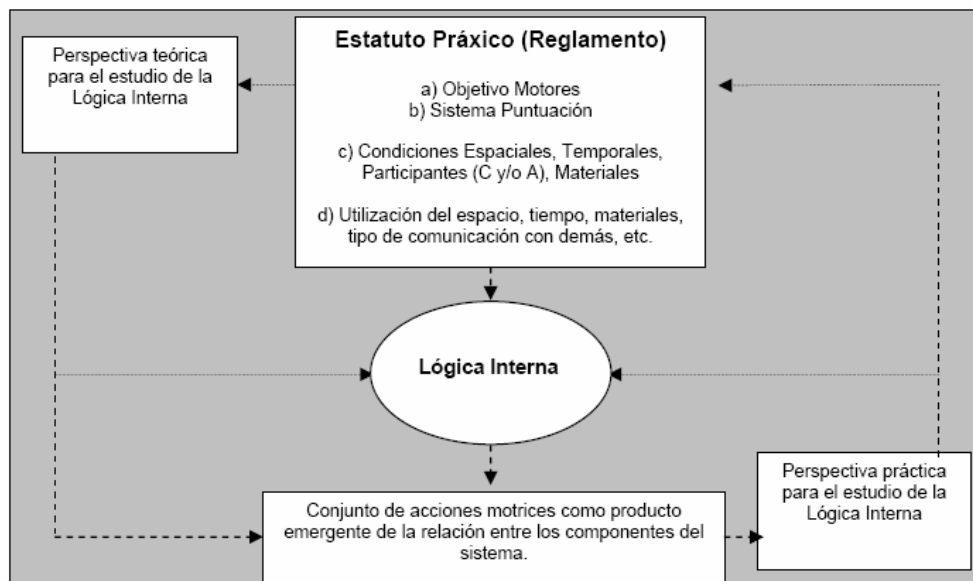 Perspectiva teórica
para el estudio de la
Lógica Interna
Estatuto Práxico (Reglamento)
a) Objetivo Motores
b) Sistema Puntuación
c) Condiciones Espaciales, Temporales,
Participantes (C y/o A), Materiales
d) Utilización del espacio, tiempo, materiales,
tipo de comunicación con demás, etc.
Lógica Interna
Conjunto de acciones motrices como producto
emergente de la relación entre los componentes del
sistema.
Perspectiva práctica
para el estudio de la
Lógica Interna